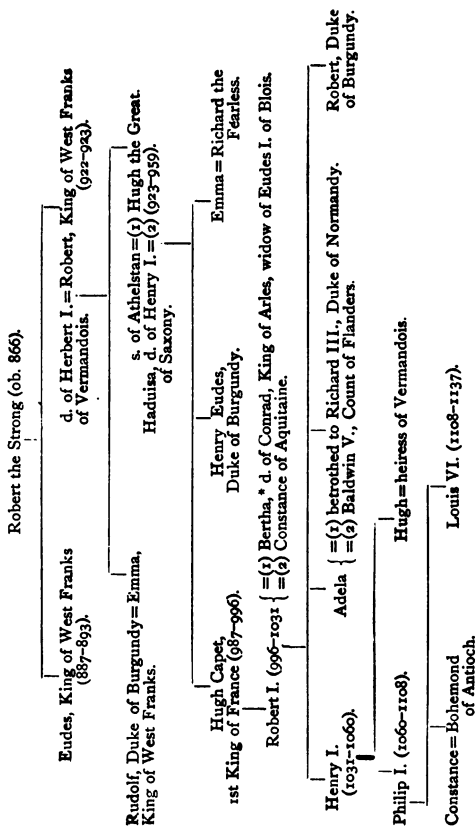 Robert the Strong (ob. 866).
Eudes, King of West Franks
(887–893).
d. of Herbert I.=Robert, King of West Franks
of Vermandois. (922–923).
Rudolf, Duke of Burgundy=Emma,
King of West Franks.
s. of Athelstan=(1) Hugh the Great.
Haduisa, d. of Henry I.=(2) (923–959).
of Saxony.
Hugh Capet,
1st King of France (987–996).
Henry Eudes,
Duke of Burgundy.
Emma=Richard the
Fearless.
Robert I. (996–1031 { =(1) Bertha,* d. of Conrad, King of Arles, widow of Eudes I. of Blois.
=(2) Constance of Aquitaine.
Henry I.
(1031–1060).
Adela { =(1) betrothed to Richard III., Duke of Normandy.
=(2) Baldwin V., Count of Flanders.
Robert, Duke
of Burgundy.
Philip I. (1060–1108).
Hugh=heiress of Vermandois.
Constance=Bohemond
of Antioch.
Louis VI. (1108–1137).